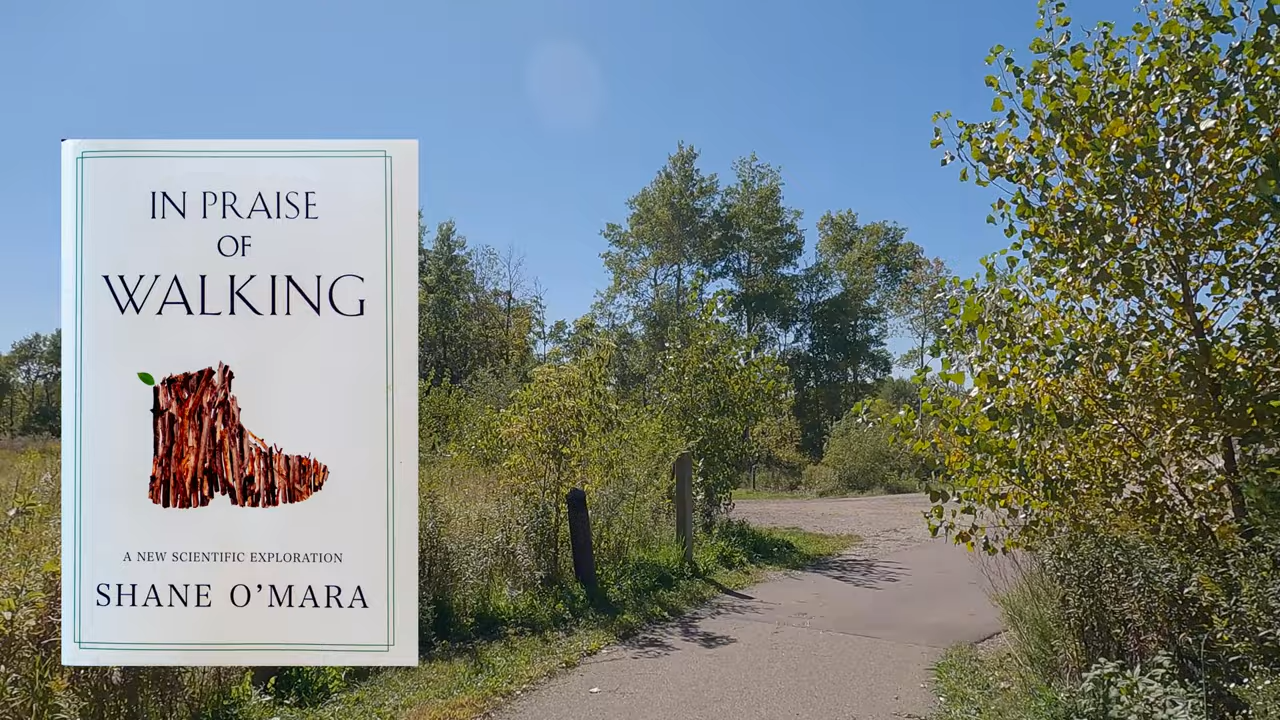 IN PRAISE
OF
WALKING
A NEW SCIENTIFIC EXPLORATION
SHANE O'MARA